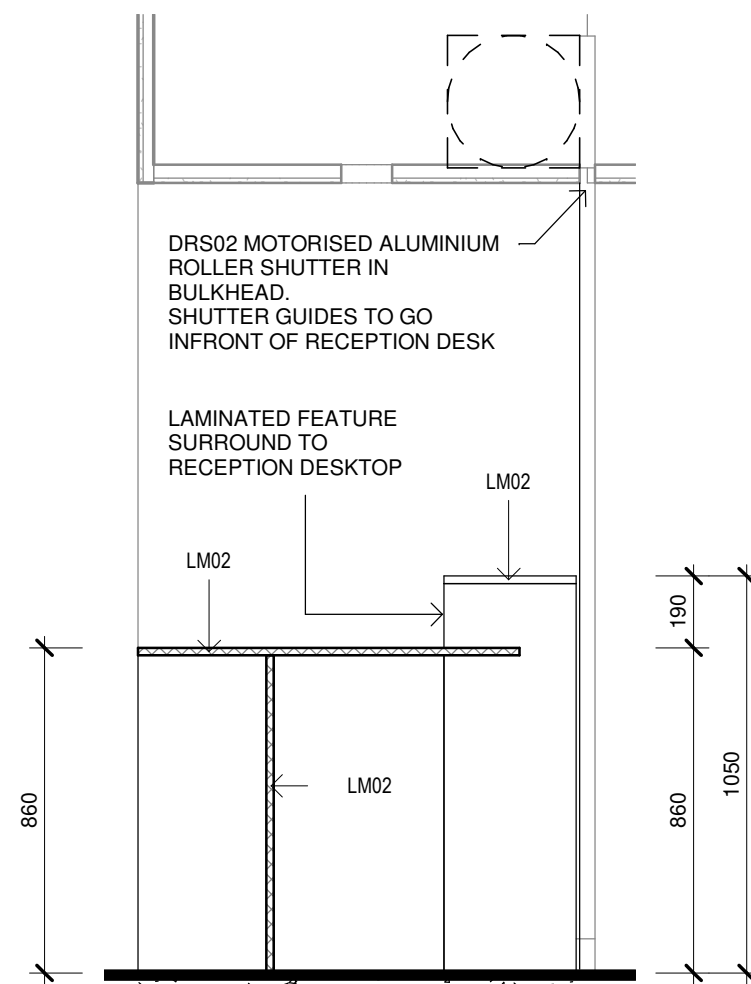 DRS02 MOTORISED ALUMINIUM
ROLLER SHUTTER IN
BULKHEAD.
SHUTTER GUIDES TO GO
INFRONT OF RECEPTION DESK
LAMINATED FEATURE
SURROUND TO
RECEPTION DESKTOP
LM02
LM02
190
LM02
860
860
1050